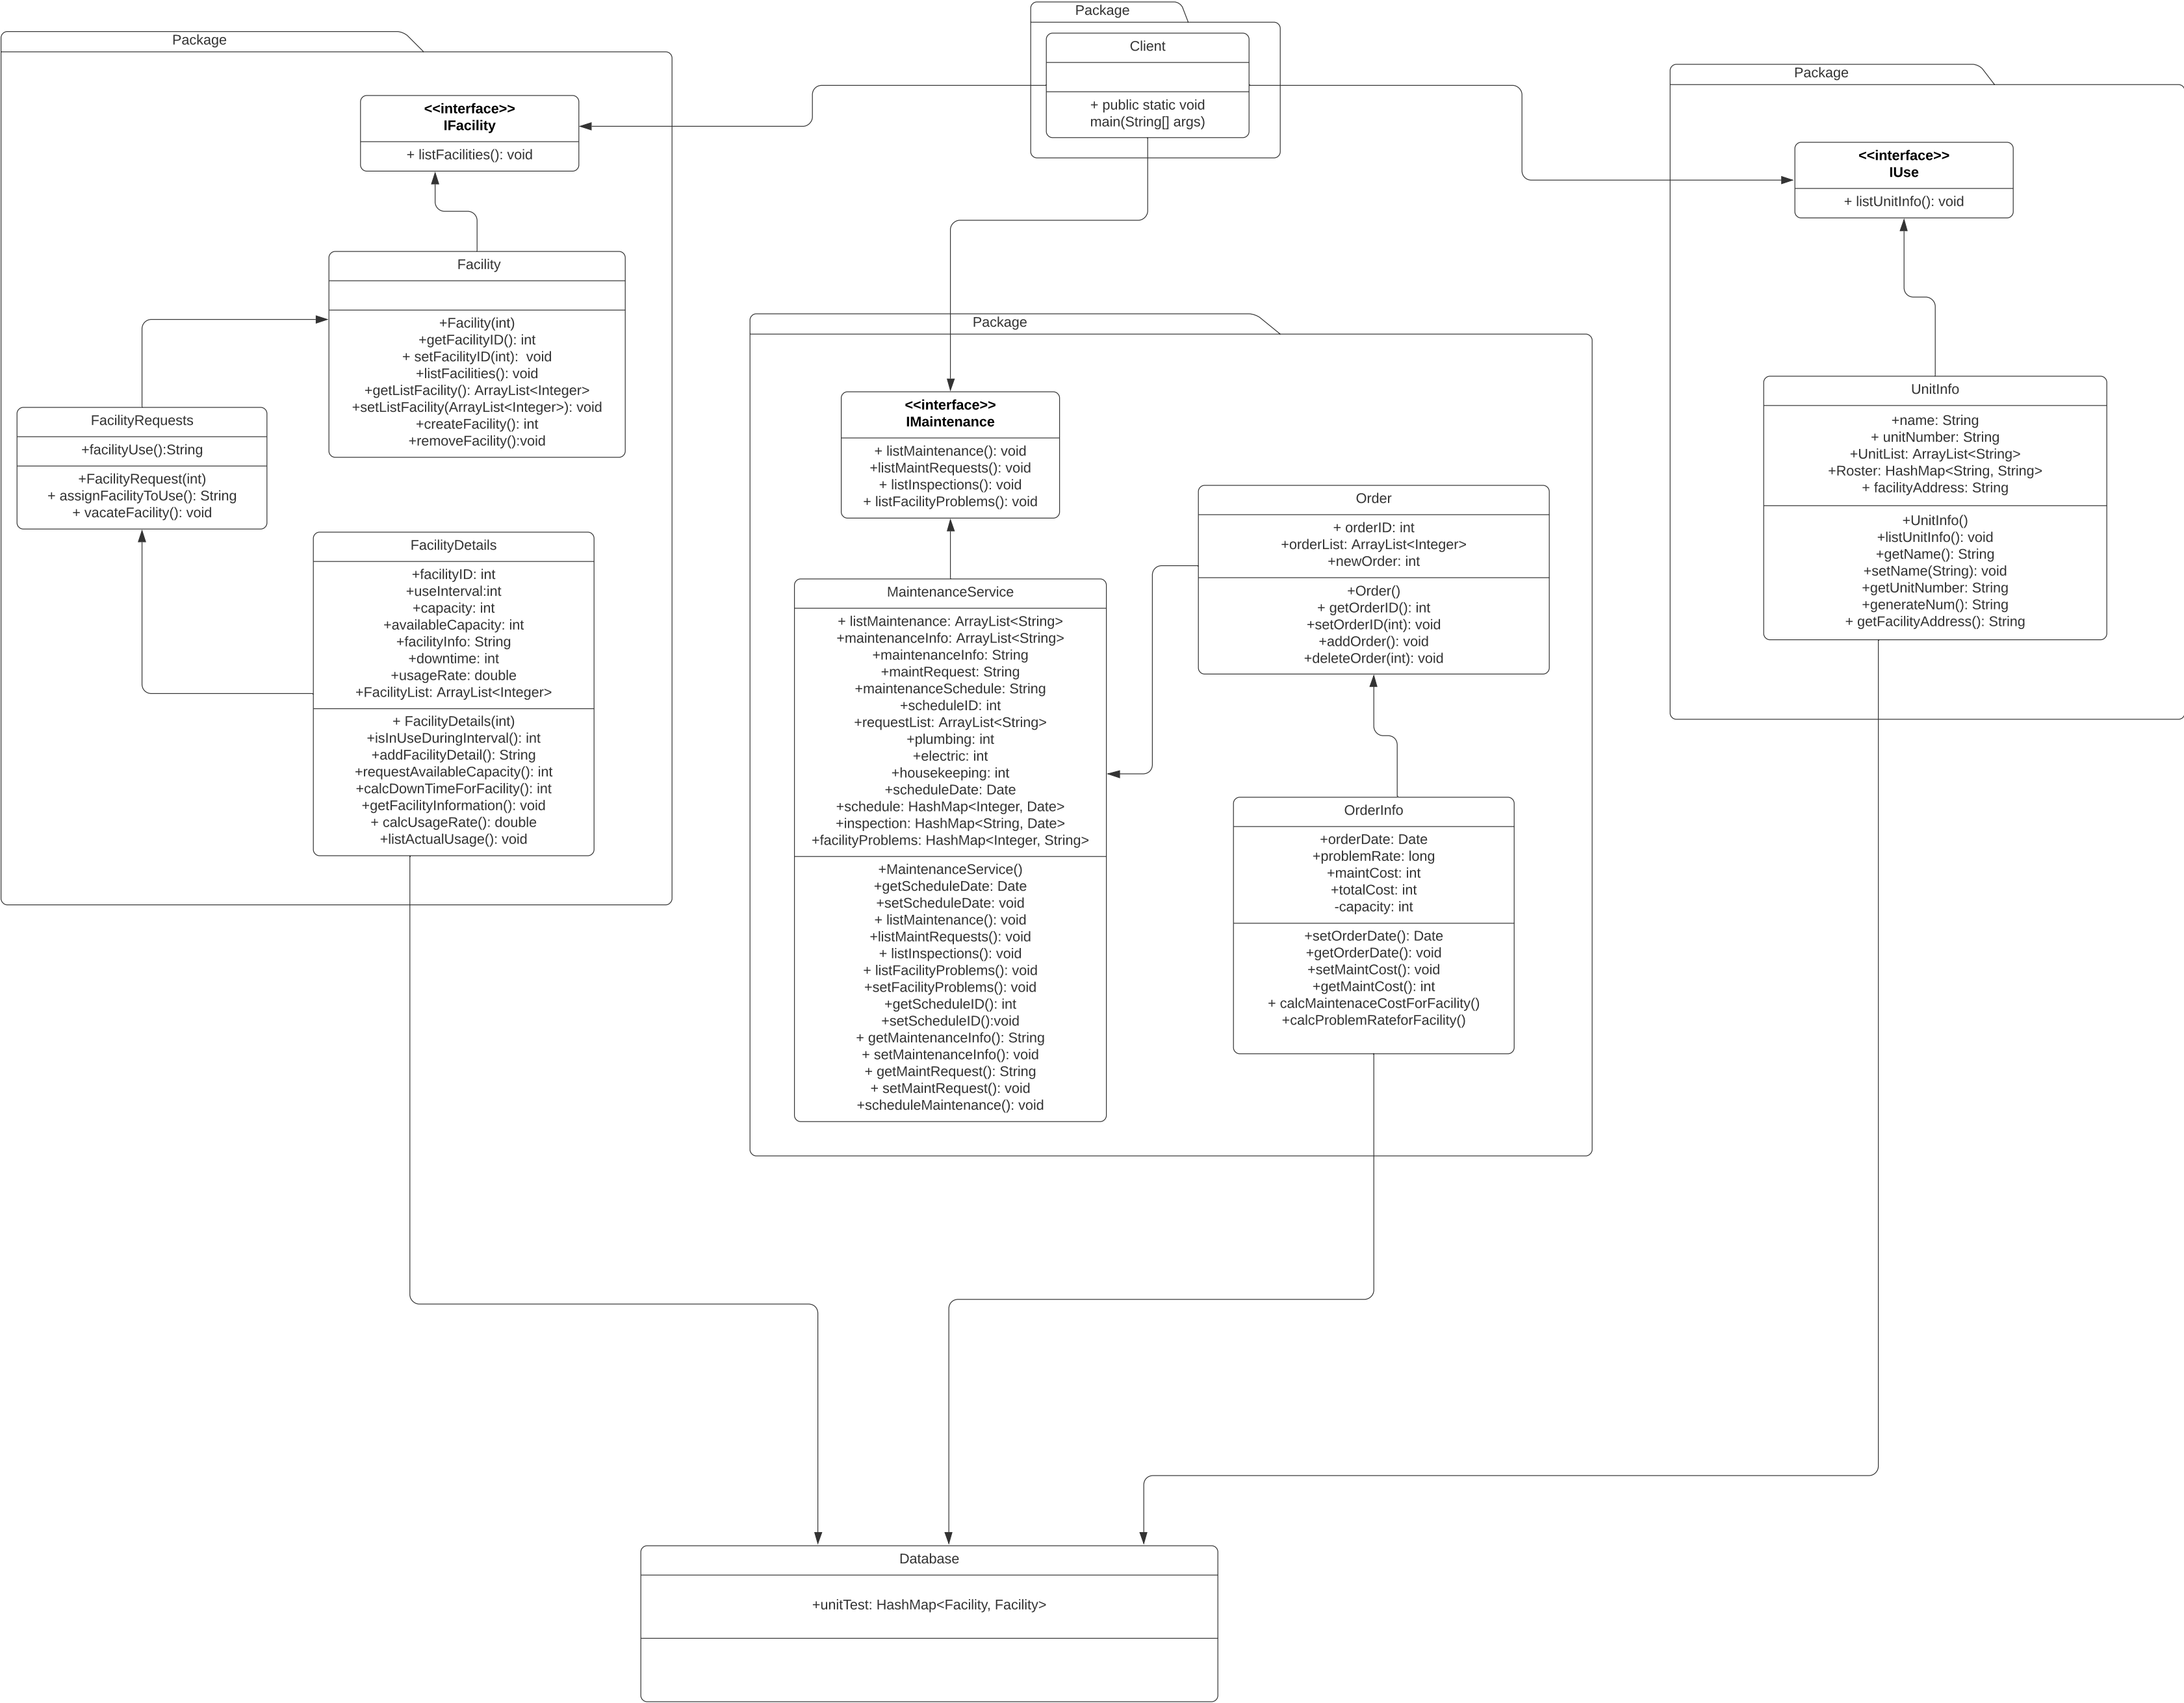 Package
Client
+ public static void
main(String[] args)
Package
<<interface>>
IFacility
+ listFacilities(): void
Facility
+Facility(int)
+getFacilityID(): int
+ setFacilityID(int):  void
+listFacilities(): void
+getListFacility(): ArrayList<Integer>
+setListFacility(ArrayList<Integer>): void
+createFacility(): int
+removeFacility():void
FacilityRequests
+facilityUse():String
+FacilityRequest(int)
+ assignFacilityToUse(): String
+ vacateFacility(): void
FacilityDetails
+facilityID: int
+useInterval:int
+capacity: int
+availableCapacity: int
+facilityInfo: String
+downtime: int
+usageRate: double
+FacilityList: ArrayList<Integer>
+ FacilityDetails(int)
+isInUseDuringInterval(): int
+addFacilityDetail(): String
+requestAvailableCapacity(): int
+calcDownTimeForFacility(): int
+getFacilityInformation(): void
+ calcUsageRate(): double
+listActualUsage(): void
Package
<<interface>>
IMaintenance
+ listMaintenance(): void
+listMaintRequests(): void
+ listInspections(): void
+ listFacilityProblems(): void
MaintenanceService
+ listMaintenance: ArrayList<String>
+maintenanceInfo: ArrayList<String>
+maintenanceInfo: String
+maintRequest: String
+maintenanceSchedule: String
+scheduleID: int
+requestList: ArrayList<String>
+plumbing: int
+electric: int
+housekeeping: int
+scheduleDate: Date
+schedule: HashMap<Integer, Date>
+inspection: HashMap<String, Date>
+facilityProblems: HashMap<Integer, String>
+MaintenanceService()
+getScheduleDate: Date
+setScheduleDate: void
+ listMaintenance(): void
+listMaintRequests(): void
+ listInspections(): void
+ listFacilityProblems(): void
+setFacilityProblems(): void
+getScheduleID(): int
+setScheduleID():void
+ getMaintenanceInfo(): String
+ setMaintenanceInfo(): void
+ getMaintRequest(): String
+ setMaintRequest(): void
+scheduleMaintenance(): void
Order
+ orderID: int
+orderList: ArrayList<Integer>
+newOrder: int
+Order()
+ getOrderID(): int
+setOrderID(int): void
+addOrder(): void
+deleteOrder(int): void
OrderInfo
+orderDate: Date
+problemRate: long
+maintCost: int
+totalCost: int
-capacity: int
+setOrderDate(): Date
+getOrderDate(): void
+setMaintCost(): void
+getMaintCost(): int
+ calcMaintenaceCostForFacility()
+calcProblemRateforFacility()
Package
<<interface>>
IUse
+ listUnitInfo(): void
UnitInfo
+name: String
+ unitNumber: String
+UnitList: ArrayList<String>
+Roster: HashMap<String, String>
+ facilityAddress: String
+UnitInfo()
+listUnitInfo(): void
+getName(): String
+setName(String): void
+getUnitNumber: String
+generateNum(): String
+ getFacilityAddress(): String
Database
+unitTest: HashMap<Facility, Facility>